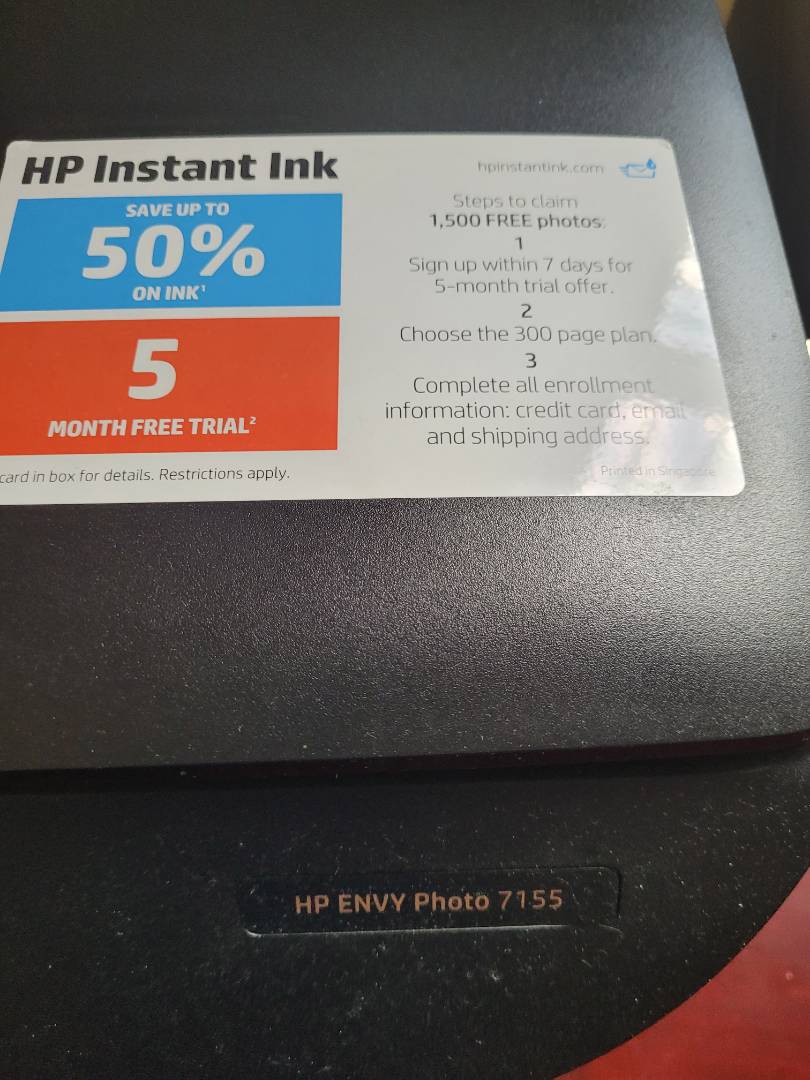 HP Instant Ink
SAVE UP TO
50%
ON INK¹
5
MONTH FREE TRIAL²
card in box for details. Restrictions apply.
hpinstantink.com
Steps to claim
1,500 FREE photos:
1
Sign up within 7 days for
5-month trial offer.
2
Choose the 300 page plan.
3
Complete all enrollment
information: credit card, email
and shipping address.
Printed in Singapore
HP ENVY Photo 7155